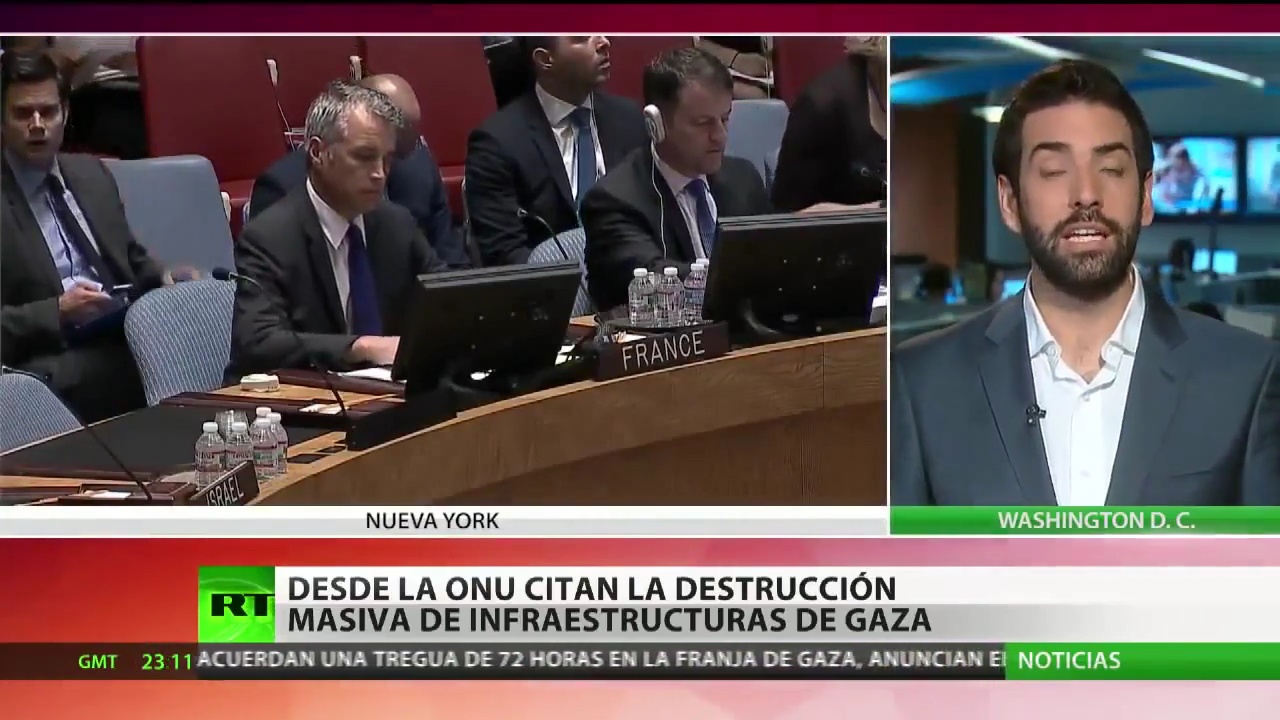 FRANCE
ISRAEL
NUEVA YORK
WASHINGTON D. C.
RT
DESDE LA ONU CITAN LA DESTRUCCIÓN
MASIVA DE INFRAESTRUCTURAS DE GAZA
GMT 23:11
ACUERDAN UNA TREGUA DE 72 HORAS EN LA FRANJA DE GAZA, ANUNCIAN
NOTICIAS